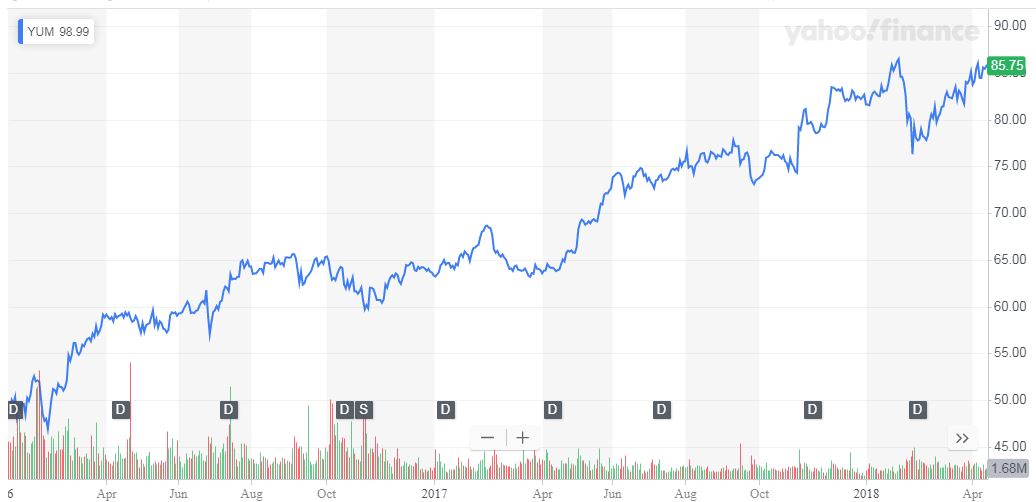 yahoo!finance
YUM 98.99
90.00
85.75
80.00
75.00
70.00
65.00
60.00
55.00
D D D D S D D D D D
50.00
45.00
1.68M
6 Apr Jun Aug Oct 2017 Apr Jun Aug Oct 2018 Apr